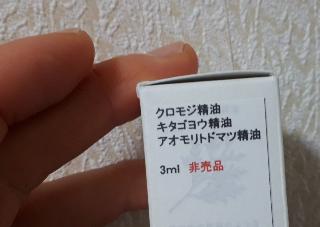 クロモジ精油
キタゴヨウ精油
アオモリトドマツ精油
3ml 非売品